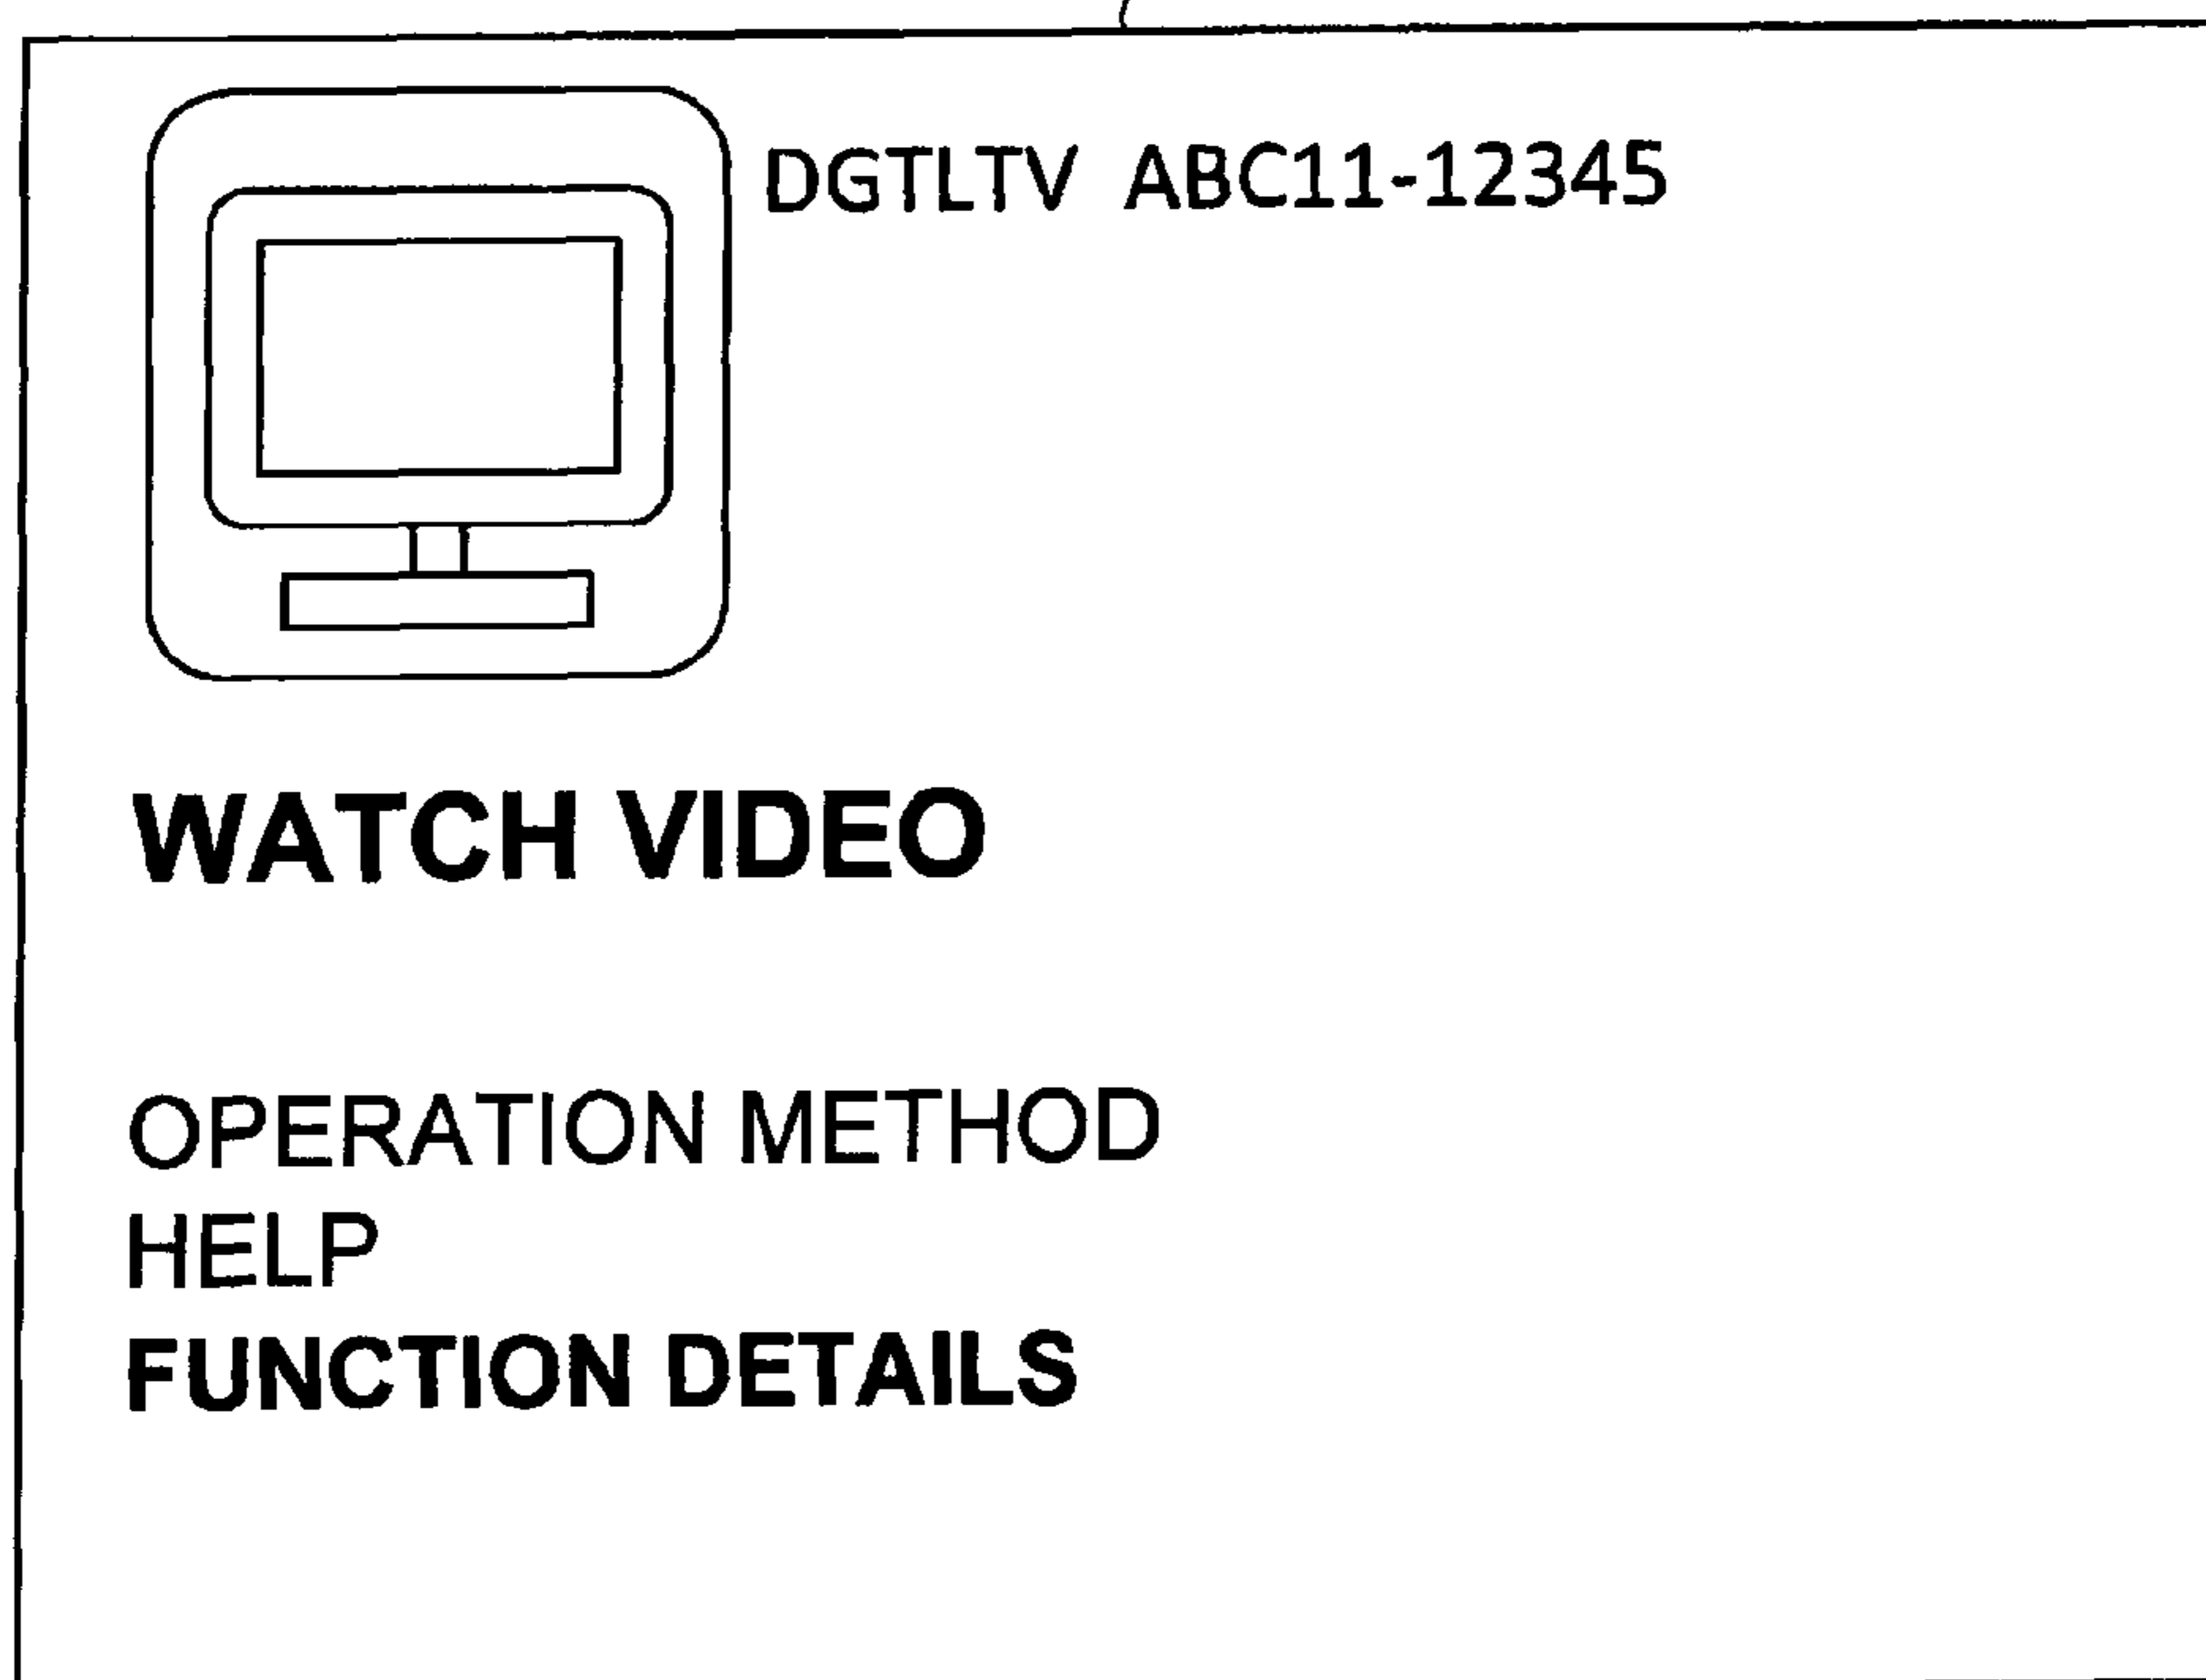 DGTLTV ABC11-12345
WATCH VIDEO
OPERATION METHOD
HELP
FUNCTION DETAILS